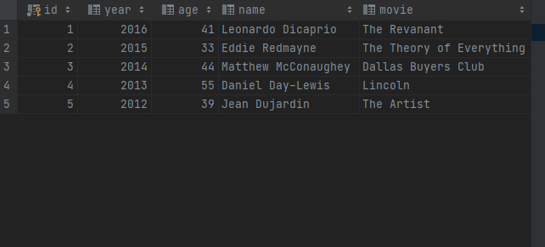 id year age name movie
1 1 2016 41 Leonardo Dicaprio The Revanant
2 2 2015 33 Eddie Redmayne The Theory of Everything
3 3 2014 44 Matthew McConaughey Dallas Buyers Club
4 4 2013 55 Daniel Day-Lewis Lincoln
5 5 2012 39 Jean Dujardin The Artist